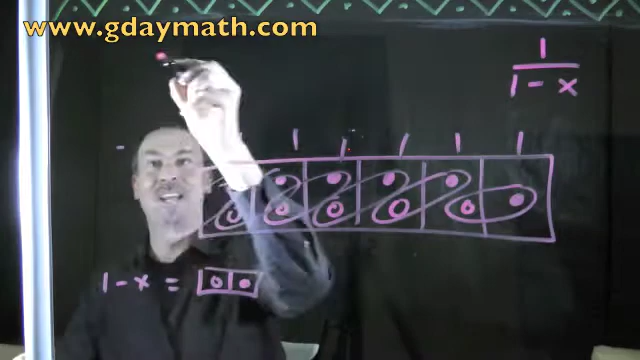 www.gdaymath.com
1
1 - x
1 1 1 1 1
1 - x =